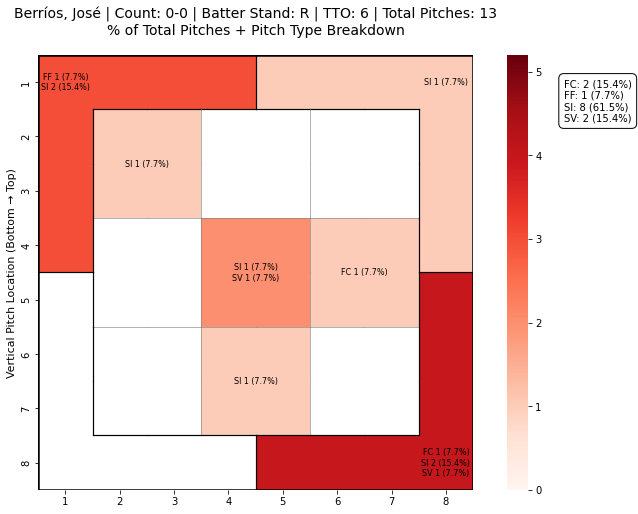 Berríos, José | Count: 0-0 | Batter Stand: R | TTO: 6 | Total Pitches: 13
% of Total Pitches + Pitch Type Breakdown
Vertical Pitch Location (Bottom → Top)
1
2
3
4
5
6
7
8
FF 1 (7.7%)
SI 2 (15.4%)
SI 1 (7.7%)
SI 1 (7.7%)
SI 1 (7.7%)
SV 1 (7.7%)
FC 1 (7.7%)
SI 1 (7.7%)
FC 1 (7.7%)
SI 2 (15.4%)
SV 1 (7.7%)
1 2 3 4 5 6 7 8
5
4
3
2
1
0
FC: 2 (15.4%)
FF: 1 (7.7%)
SI: 8 (61.5%)
SV: 2 (15.4%)